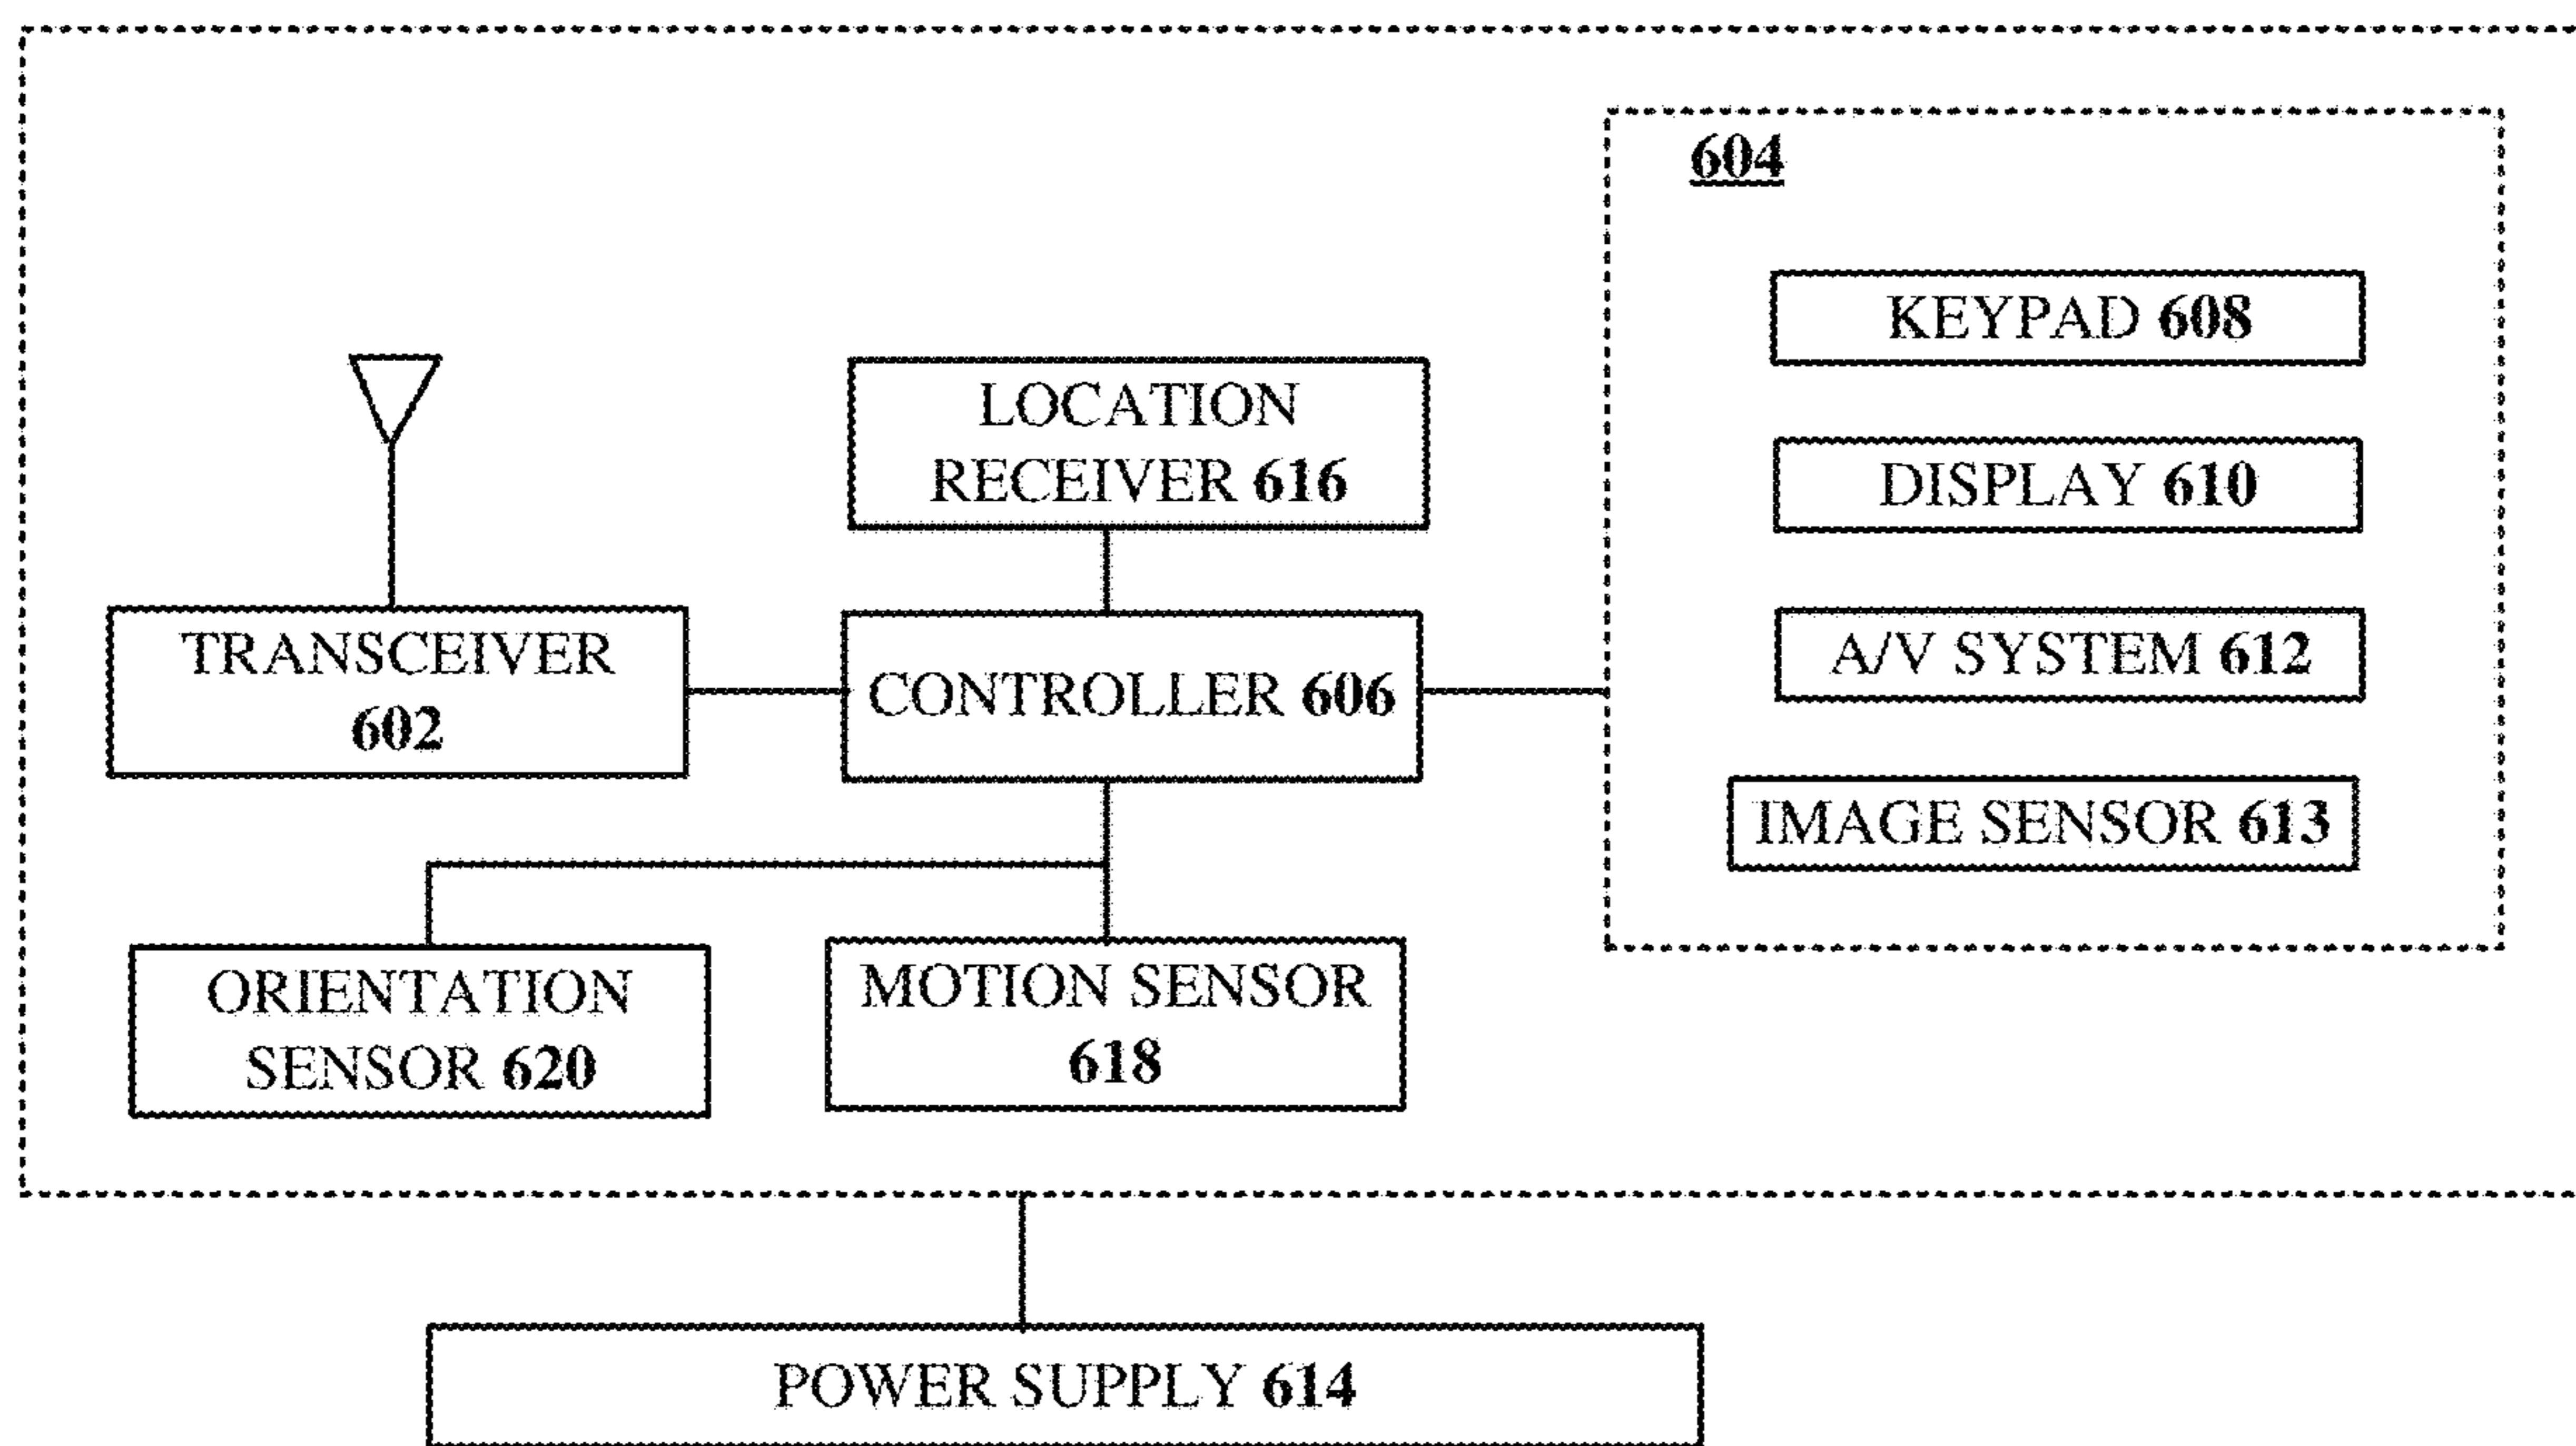 604
KEYPAD 608
DISPLAY 610
A/V SYSTEM 612
IMAGE SENSOR 613
LOCATION
RECEIVER 616
TRANSCEIVER
602
CONTROLLER 606
ORIENTATION
SENSOR 620
MOTION SENSOR
618
POWER SUPPLY 614